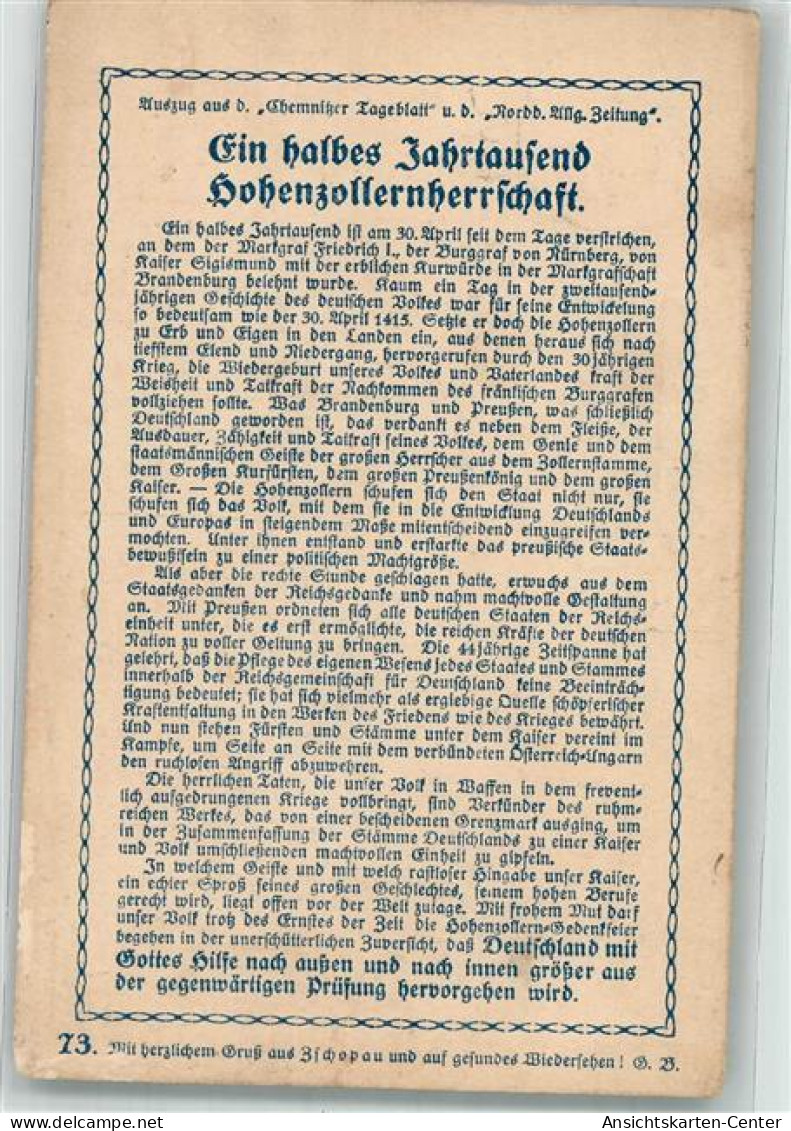 Auszug aus d. „Chemnitzer Tageblatt" u. d. „Nordd. Allg. Zeitung".
Ein halbes Jahrtausend
Hohenzollernherrschaft.
Ein halbes Jahrtausend ist am 30. April seit dem Tage verstrichen,
an dem der Markgraf Friedrich I., der Burggraf von Nürnberg, von
Kaiser Sigismund mit der erblichen Kurwürde in der Markgrafschaft
Brandenburg belehnt wurde. Kaum ein Tag in der zweitausend-
jährigen Geschichte des deutschen Volkes war für seine Entwickelung
so bedeutsam wie der 30. April 1415. Setzte er doch die Hohenzollern
zu Erb und Eigen in den Landen ein, aus denen heraus sich nach
tiefstem Elend und Niedergang, hervorgerufen durch den 30jährigen
Krieg, die Wiedergeburt unseres Volkes und Vaterlandes kraft der
Weisheit und Tatkraft der Nachkommen des fränkischen Burggrafen
vollziehen sollte. Was Brandenburg und Preußen, was schließlich
Deutschland geworden ist, das verdankt es neben dem Fleiße, der
Ausdauer, Zähigkeit und Tatkraft seines Volkes, dem Genie und dem
staatsmännischen Geiste der großen Herrscher aus dem Zollernstamme,
dem Großen Kurfürsten, dem großen Preußenkönig und dem großen
Kaiser. — Die Hohenzollern schufen sich den Staat nicht nur, sie
schufen sich das Volk, mit dem sie in die Entwicklung Deutschlands
und Europas in steigendem Maße mitentscheidend einzugreifen ver-
mochten. Unter ihnen entstand und erstarkte das preußische Staats-
bewußtsein zu einer politischen Machtgröße.
Als aber die rechte Stunde geschlagen hatte, erwuchs aus dem
Staatsgedanken der Reichsgedanke und nahm machtvolle Gestaltung
an. Mit Preußen ordneten sich alle deutschen Staaten der Reichs-
einheit unter, die es erst ermöglichte, die reichen Kräfte der deutschen
Nation zu voller Geltung zu bringen. Die 44jährige Zeitspanne hat
gelehrt, daß die Pflege des eigenen Wesens jedes Staates und Stammes
innerhalb der Reichsgemeinschaft für Deutschland keine Beeinträch-
tigung bedeutet; sie hat sich vielmehr als ergiebige Quelle schöpferischer
Kraftentfaltung in den Werken des Friedens wie des Krieges bewährt.
Und nun stehen Fürsten und Stämme unter dem Kaiser vereint im
Kampfe, um Seite an Seite mit dem verbündeten Österreich-Ungarn
den ruchlosen Angriff abzuwehren.
Die herrlichen Taten, die unser Volk in Waffen in dem frevent-
lich aufgedrungenen Kriege vollbringt, sind Verkünder des ruhm-
reichen Werkes, das von einer bescheidenen Grenzmark ausging, um
in der Zusammenfassung der Stämme Deutschlands zu einer Kaiser
und Volk umschließenden machtvollen Einheit zu gipfeln.
In welchem Geiste und mit welch rastloser Hingabe unser Kaiser,
ein echter Sproß seines großen Geschlechtes, seinem hohen Berufe
gerecht wird, liegt offen vor der Welt zutage. Mit frohem Mut darf
unser Volk trotz des Ernstes der Zeit die Hohenzollern-Gedenkfeier
begehen in der unerschütterlichen Zuversicht, daß Deutschland mit
Gottes Hilfe nach außen und nach innen größer aus
der gegenwärtigen Prüfung hervorgehen wird.
73. Mit herzlichem Gruß aus Zschopau und auf gesundes Wiedersehen! G. B.
Ansichtskarten-Center